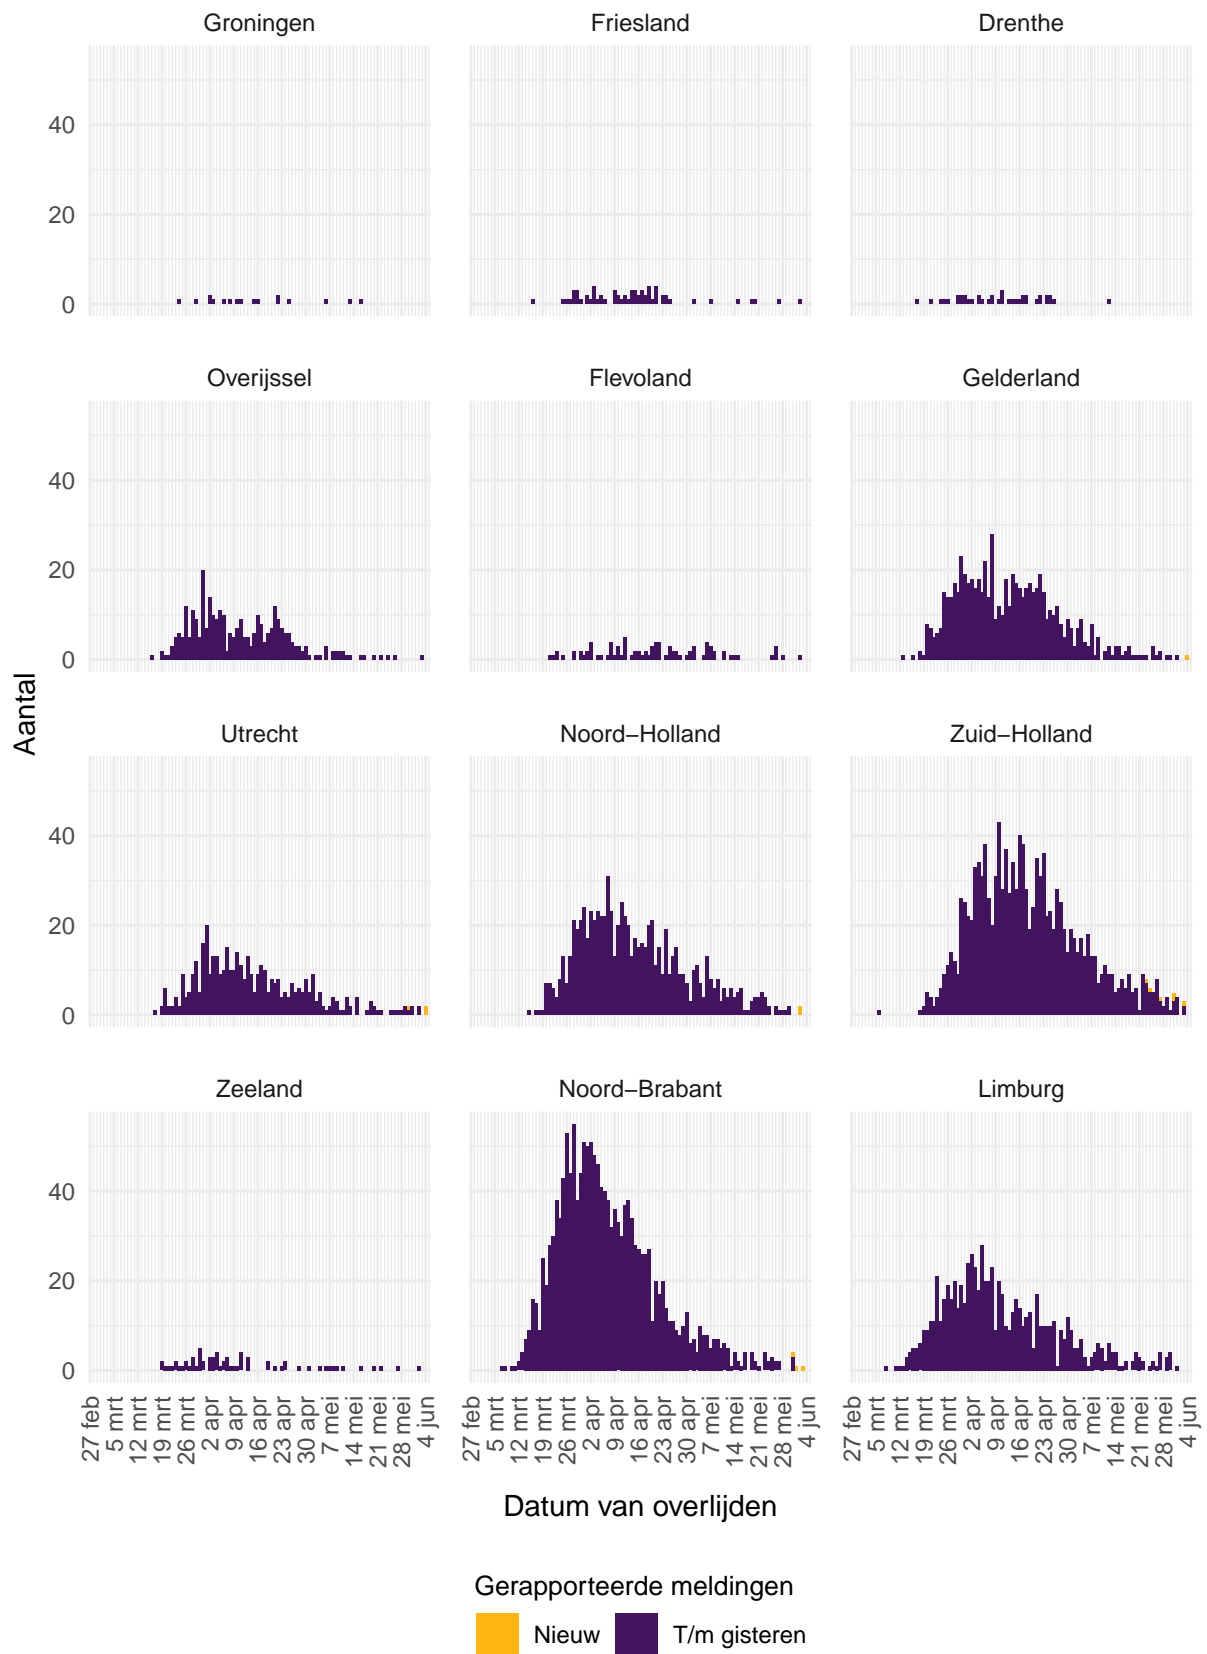 Groningen Friesland Drenthe
40
20
0
Overijssel Flevoland Gelderland
40
20
0
Aantal
Utrecht Noord−Holland Zuid−Holland
40
20
0
Zeeland Noord−Brabant Limburg
40
20
0
27 feb 5 mrt 12 mrt 19 mrt 26 mrt 2 apr 9 apr 16 apr 23 apr 30 apr 7 mei 14 mei 21 mei 28 mei 4 jun
27 feb 5 mrt 12 mrt 19 mrt 26 mrt 2 apr 9 apr 16 apr 23 apr 30 apr 7 mei 14 mei 21 mei 28 mei 4 jun
27 feb 5 mrt 12 mrt 19 mrt 26 mrt 2 apr 9 apr 16 apr 23 apr 30 apr 7 mei 14 mei 21 mei 28 mei 4 jun
Datum van overlijden
Gerapporteerde meldingen
Nieuw T/m gisteren